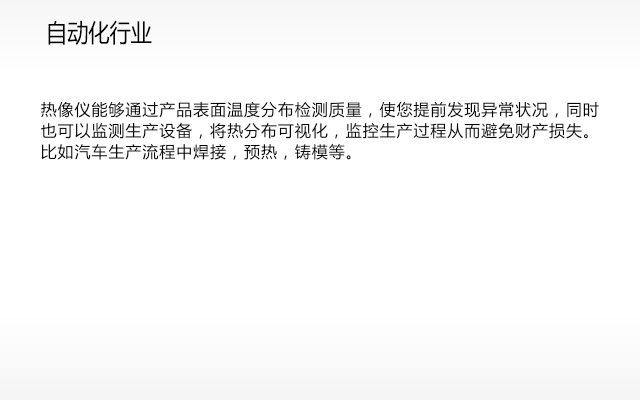 自动化行业
热像仪能够通过产品表面温度分布检测质量，使您提前发现异常状况，同时
也可以监测生产设备，将热分布可视化，监控生产过程从而避免财产损失。
比如汽车生产流程中焊接，预热，铸模等。